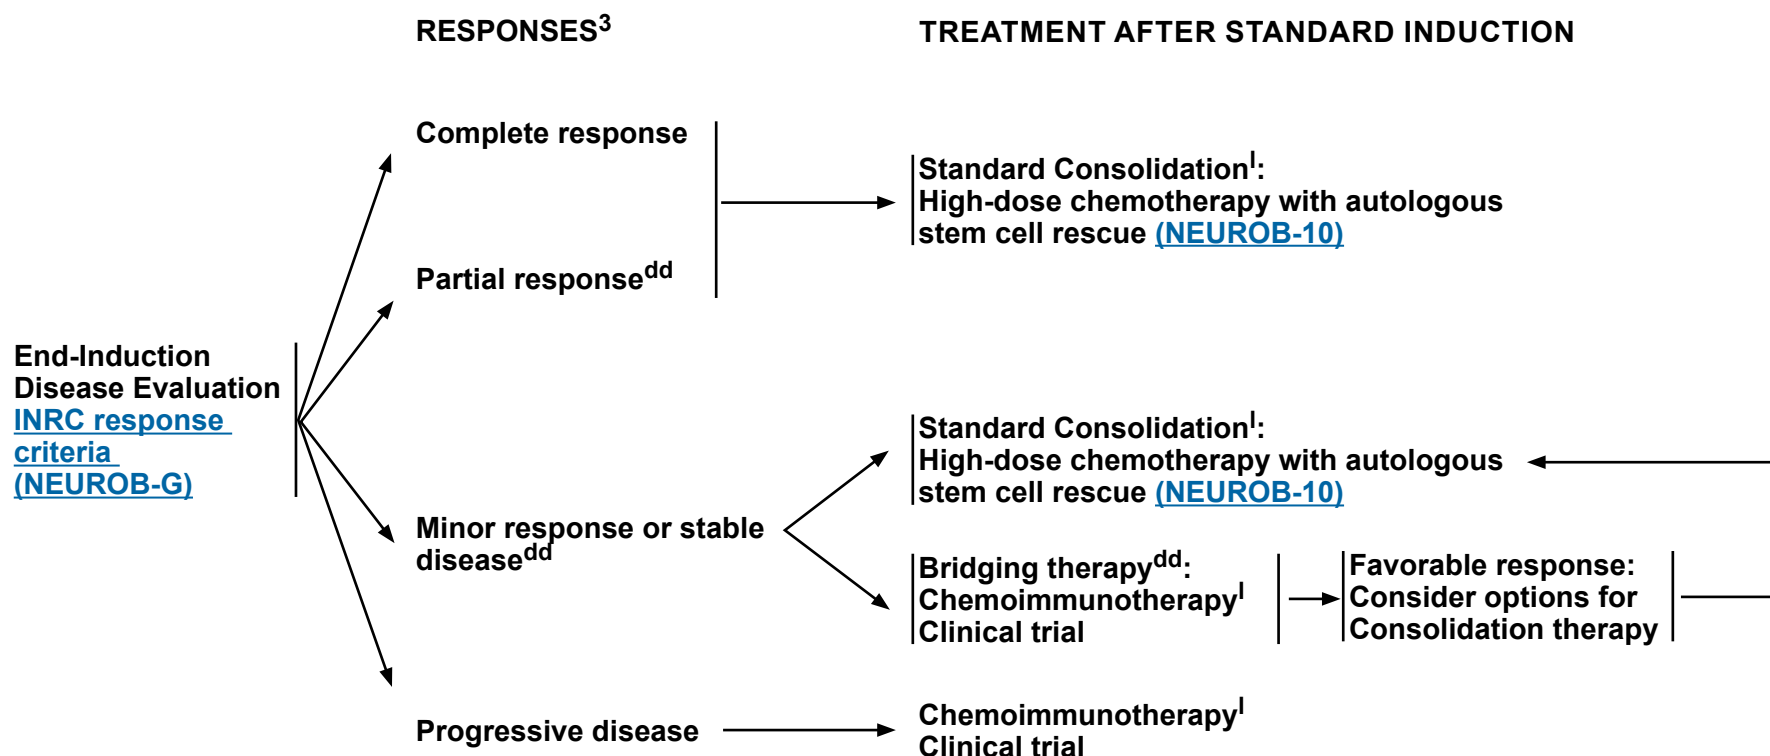 RESPONSES3
TREATMENT AFTER STANDARD INDUCTION
Complete response
Standard Consolidationl:
High-dose chemotherapy with autologous
stem cell rescue (NEUROB-10)
Partial responsedd
End-Induction
Disease Evaluation
INRC response
criteria
(NEUROB-G)
Standard Consolidationl:
High-dose chemotherapy with autologous
stem cell rescue (NEUROB-10)
Minor response or stable
diseasedd
Bridging therapydd:
Chemoimmunotherapyl
Clinical trial
Favorable response:
Consider options for
Consolidation therapy
Progressive disease
Chemoimmunotherapyl
Clinical trial